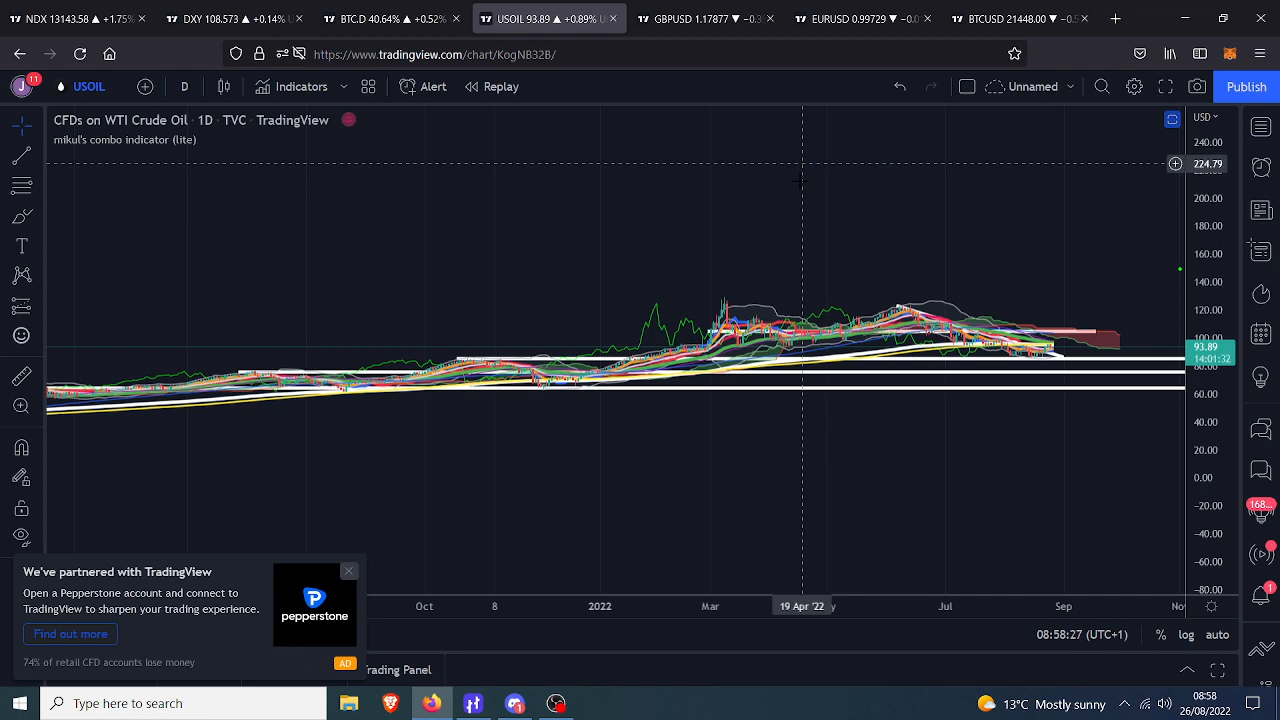 NDX 13143.58 ▲ +1.75%
DXY 108.573 ▲ +0.14% U
BTC.D 40.64% ▲ +0.52%
USOIL 93.89 ▲ +0.89% U
GBPUSD 1.17877 ▼ −0.3
EURUSD 0.99729 ▼ −0.0
BTCUSD 21448.00 ▼ −0.5
https://www.tradingview.com/chart/KogNB32B/
J
11
USOIL
D
Indicators
Alert
Replay
Unnamed
Publish
CFDs on WTI Crude Oil · 1D · TVC · TradingView
mikul's combo indicator (lite)
USD
240.00
224.79
200.00
180.00
160.00
140.00
120.00
93.89
14:01:32
80.00
60.00
40.00
20.00
0.00
-20.00
-40.00
-60.00
-80.00
168...
1
We've partnered with TradingView
Open a Pepperstone account and connect to
TradingView to sharpen your trading experience.
Find out more
74% of retail CFD accounts lose money
pepperstone
AD
Oct
8
2022
Mar
19 Apr '22
Jul
Sep
08:58:27 (UTC+1)
%
log
auto
Trading Panel
Type here to search
13°C Mostly sunny
08:58
26/08/2022